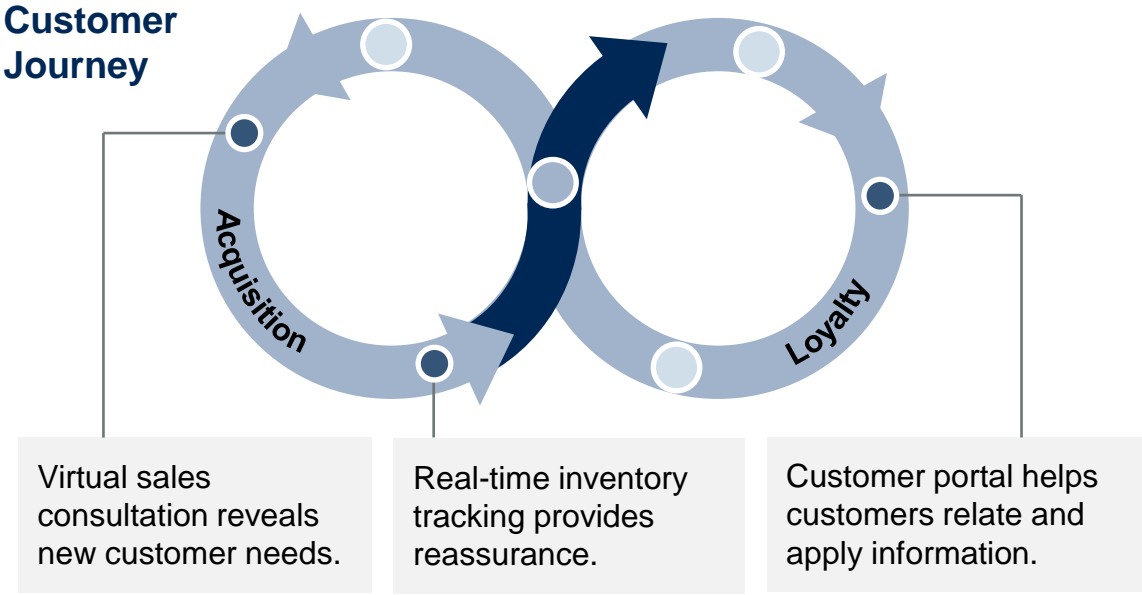 Customer
Journey
Acquisition
Loyalty
Virtual sales
consultation reveals
new customer needs.
Real-time inventory
tracking provides
reassurance.
Customer portal helps
customers relate and
apply information.